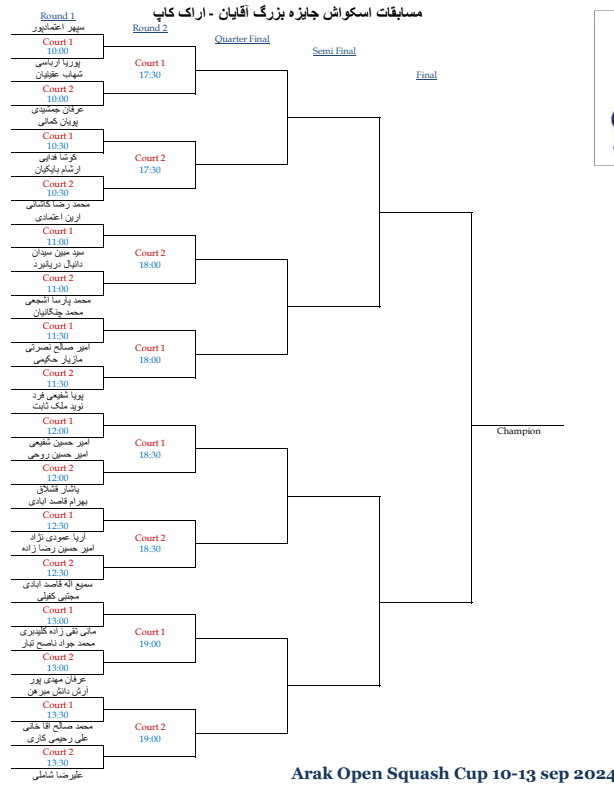 مسابقات اسکواش جایزه بزرگ آقایان - اراک کاپ
Round 1
Round 2
Quarter Final
Semi Final
Final
سپهر اعتمادپور
Court 1
10:00
پوریا ارباسی
شهاب عقیلیان
Court 2
10:00
عرفان جمشیدی
پویان کمانی
Court 1
10:30
کوشا فدایی
ارشام بابکیان
Court 2
10:30
محمد رضا کاشانی
ارین اعتمادی
Court 1
11:00
سید مبین سیدان
دانیال دریانبرد
Court 2
11:00
محمد پارسا اشجعی
محمد چنگانیان
Court 1
11:30
امیر صالح نصرتی
مازیار حکیمی
Court 2
11:30
پویا شفیعی فرد
نوید ملک ثابت
Court 1
12:00
امیر حسین شفیعی
امیر حسین روحی
Court 2
12:00
یاشار قشلاق
بهرام قاصد ابادی
Court 1
12:30
آریا عمودی نژاد
امیر حسین رضا زاده
Court 2
12:30
سمیع اله قاصد ابادی
مجتبی کفیلی
Court 1
13:00
مانی تقی زاده کلیدبری
محمد جواد ناصح تبار
Court 2
13:00
عرفان مهدی پور
آرش دانش میرهن
Court 1
13:30
محمد صالح اقا خانی
علی رحیمی کاری
Court 2
13:30
علیرضا شاملی
Court 1
17:30
Court 2
17:30
Court 2
18:00
Court 1
18:00
Court 1
18:30
Court 2
18:30
Court 1
19:00
Court 2
19:00
Champion
Arak Open Squash Cup 10-13 sep 2024